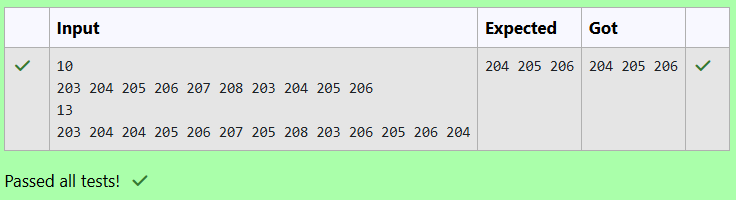 Input Expected Got
10 204 205 206 204 205 206
203 204 205 206 207 208 203 204 205 206
13
203 204 204 205 206 207 205 208 203 206 205 206 204
Passed all tests!